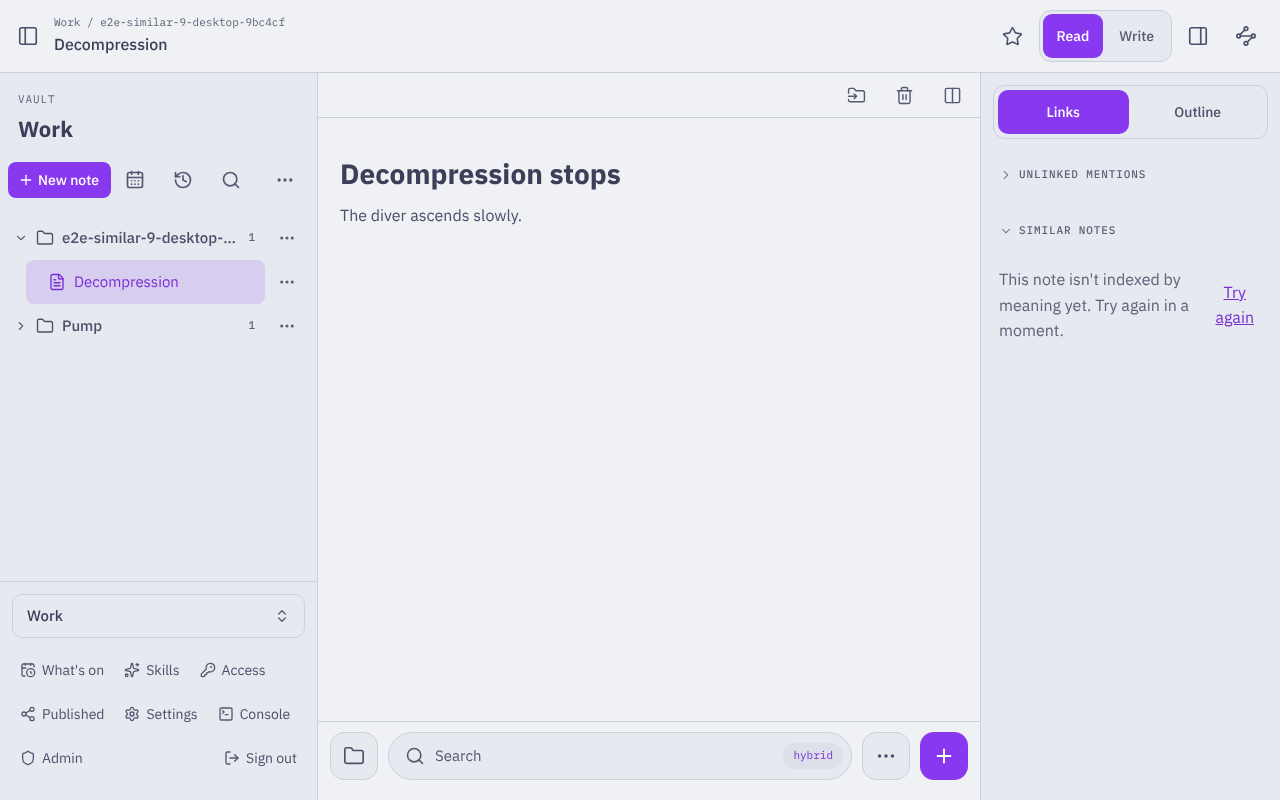 Work / e2e-similar-9-desktop-9bc4cf
Decompression
Read
Write
VAULT
Work
New note
e2e-similar-9-desktop-... 1
Decompression
Pump 1
Work
What's on
Skills
Access
Published
Settings
Console
Admin
Sign out
Decompression stops
The diver ascends slowly.
Search
hybrid
Links
Outline
UNLINKED MENTIONS
SIMILAR NOTES
This note isn't indexed by
meaning yet. Try again in a
moment.
Try
again